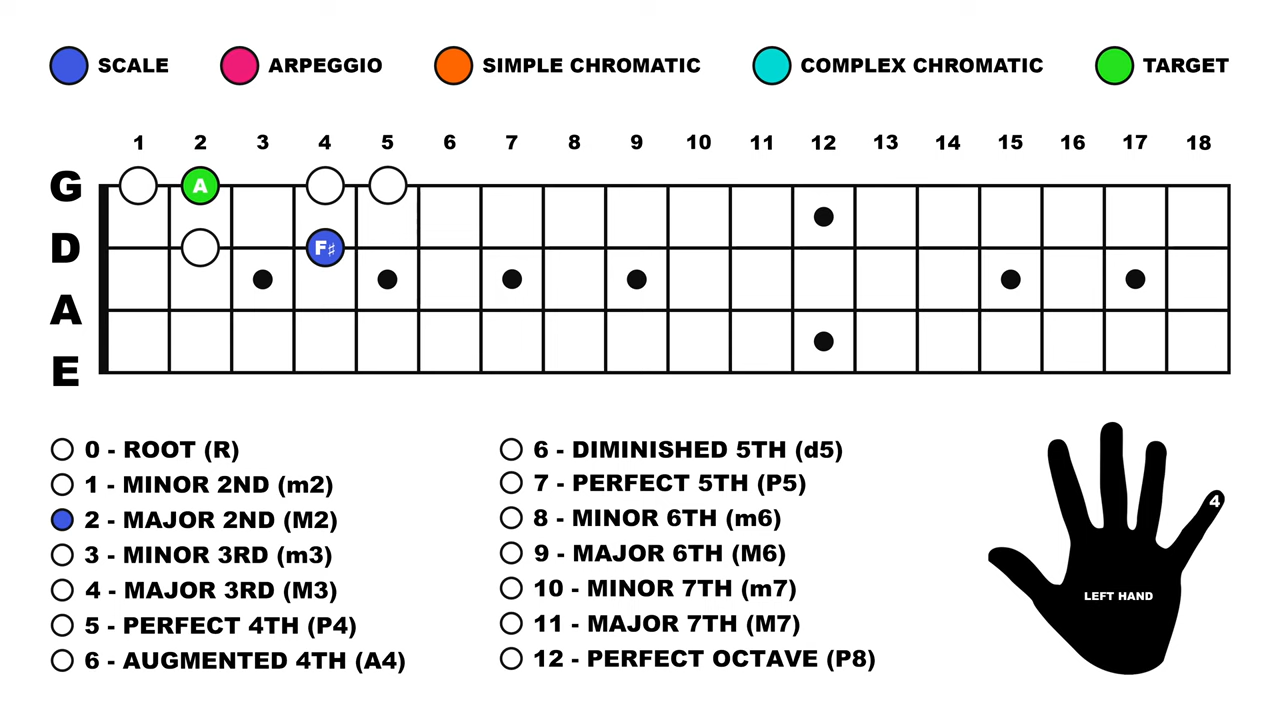 SCALE ARPEGGIO SIMPLE CHROMATIC COMPLEX CHROMATIC TARGET
1 2 3 4 5 6 7 8 9 10 11 12 13 14 15 16 17 18
G A
D F♯
A
E
0 - ROOT (R)
1 - MINOR 2ND (m2)
2 - MAJOR 2ND (M2)
3 - MINOR 3RD (m3)
4 - MAJOR 3RD (M3)
5 - PERFECT 4TH (P4)
6 - AUGMENTED 4TH (A4)
6 - DIMINISHED 5TH (d5)
7 - PERFECT 5TH (P5)
8 - MINOR 6TH (m6)
9 - MAJOR 6TH (M6)
10 - MINOR 7TH (m7)
11 - MAJOR 7TH (M7)
12 - PERFECT OCTAVE (P8)
4
LEFT HAND